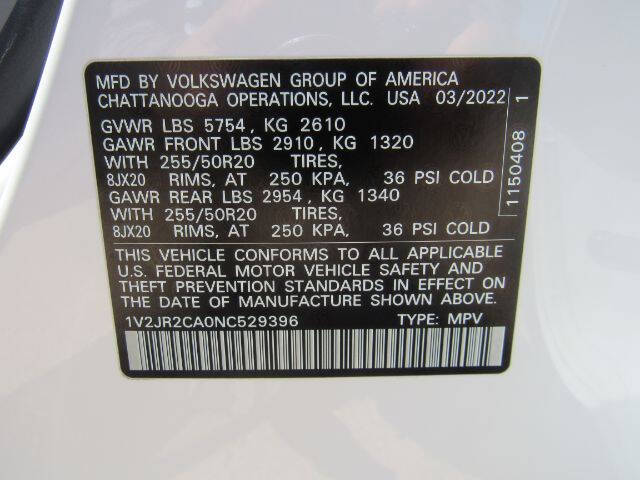 MFD BY VOLKSWAGEN GROUP OF AMERICA
CHATTANOOGA OPERATIONS, LLC. USA 03/2022
GVWR LBS 5754 , KG 2610
GAWR FRONT LBS 2910, KG 1320
WITH 255/50R20 TIRES,
8JX20 RIMS, AT 250 KPA, 36 PSI COLD
GAWR REAR LBS 2954 , KG 1340
WITH 255/50R20 TIRES,
8JX20 RIMS, AT 250 KPA, 36 PSI COLD
THIS VEHICLE CONFORMS TO ALL APPLICABLE
U.S. FEDERAL MOTOR VEHICLE SAFETY AND
THEFT PREVENTION STANDARDS IN EFFECT ON
THE DATE OF MANUFACTURE SHOWN ABOVE.
1V2JR2CA0NC529396 TYPE: MPV
1150408 1